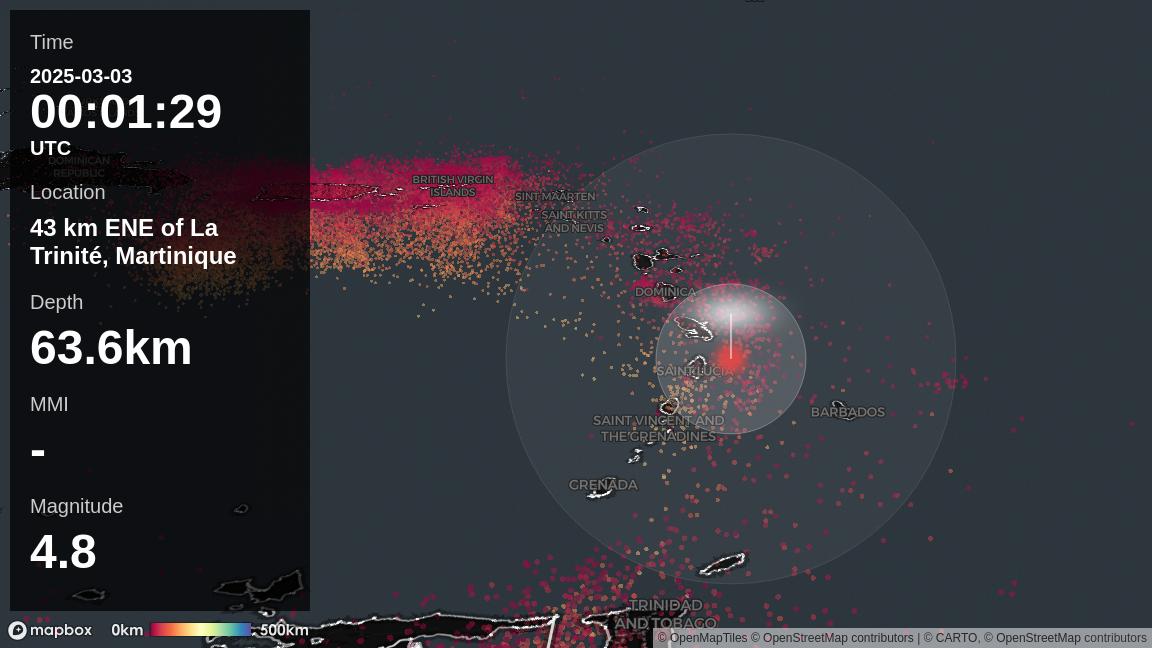 Time
2025-03-03
00:01:29
UTC
DOMINICAN
REPUBLIC
Location
43 km ENE of La
Trinité, Martinique
Depth
63.6km
MMI
-
Magnitude
4.8
BRITISH VIRGIN
ISLANDS
SINT MAARTEN
SAINT KITTS
AND NEVIS
DOMINICA
SAINT LUCIA
BARBADOS
SAINT VINCENT AND
THE GRENADINES
GRENADA
TRINIDAD
AND TOBAGO
mapbox
0km
500km
© OpenMapTiles © OpenStreetMap contributors | © CARTO, © OpenStreetMap contributors